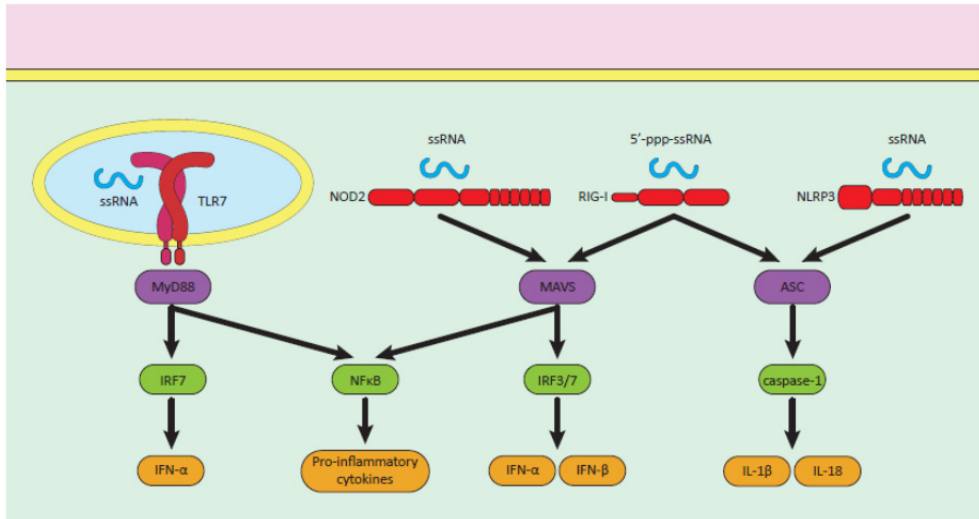 ssRNA
5′-ppp-ssRNA
ssRNA
ssRNA
TLR7
NOD2
RIG-I
NLRP3
MyD88
MAVS
ASC
IRF7
NFκB
IRF3/7
caspase-1
IFN-α
Pro-inflammatory
cytokines
IFN-α
IFN-β
IL-1β
IL-18